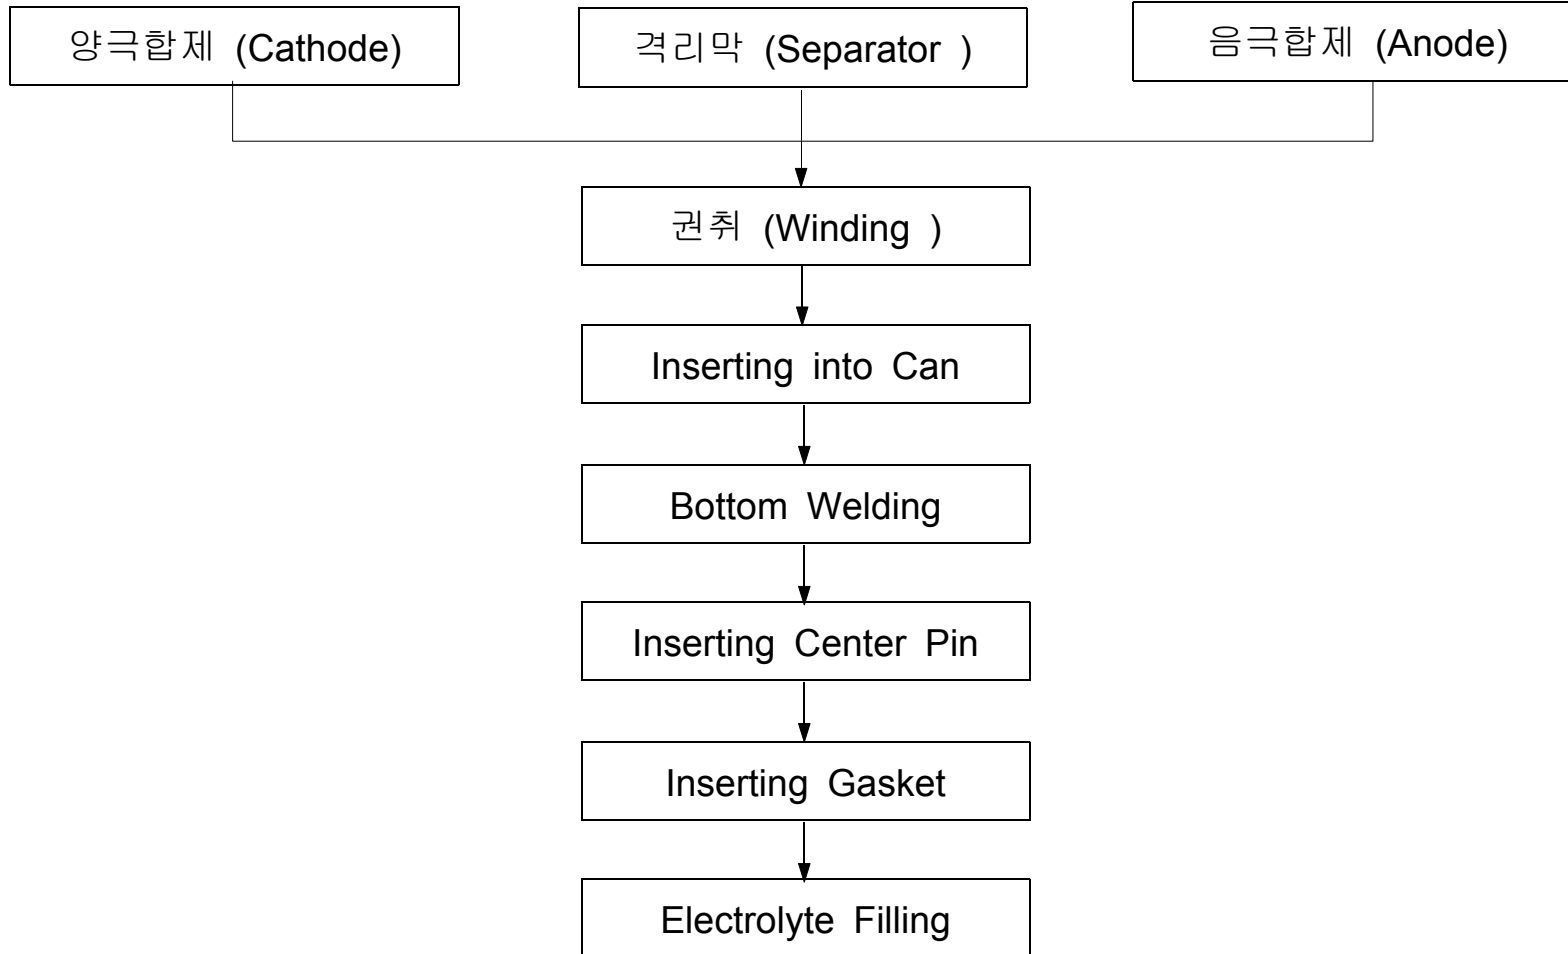 양극합제 (Cathode)
격리막 (Separator )
음극합제 (Anode)
권취 (Winding )
Inserting into Can
Bottom Welding
Inserting Center Pin
Inserting Gasket
Electrolyte Filling